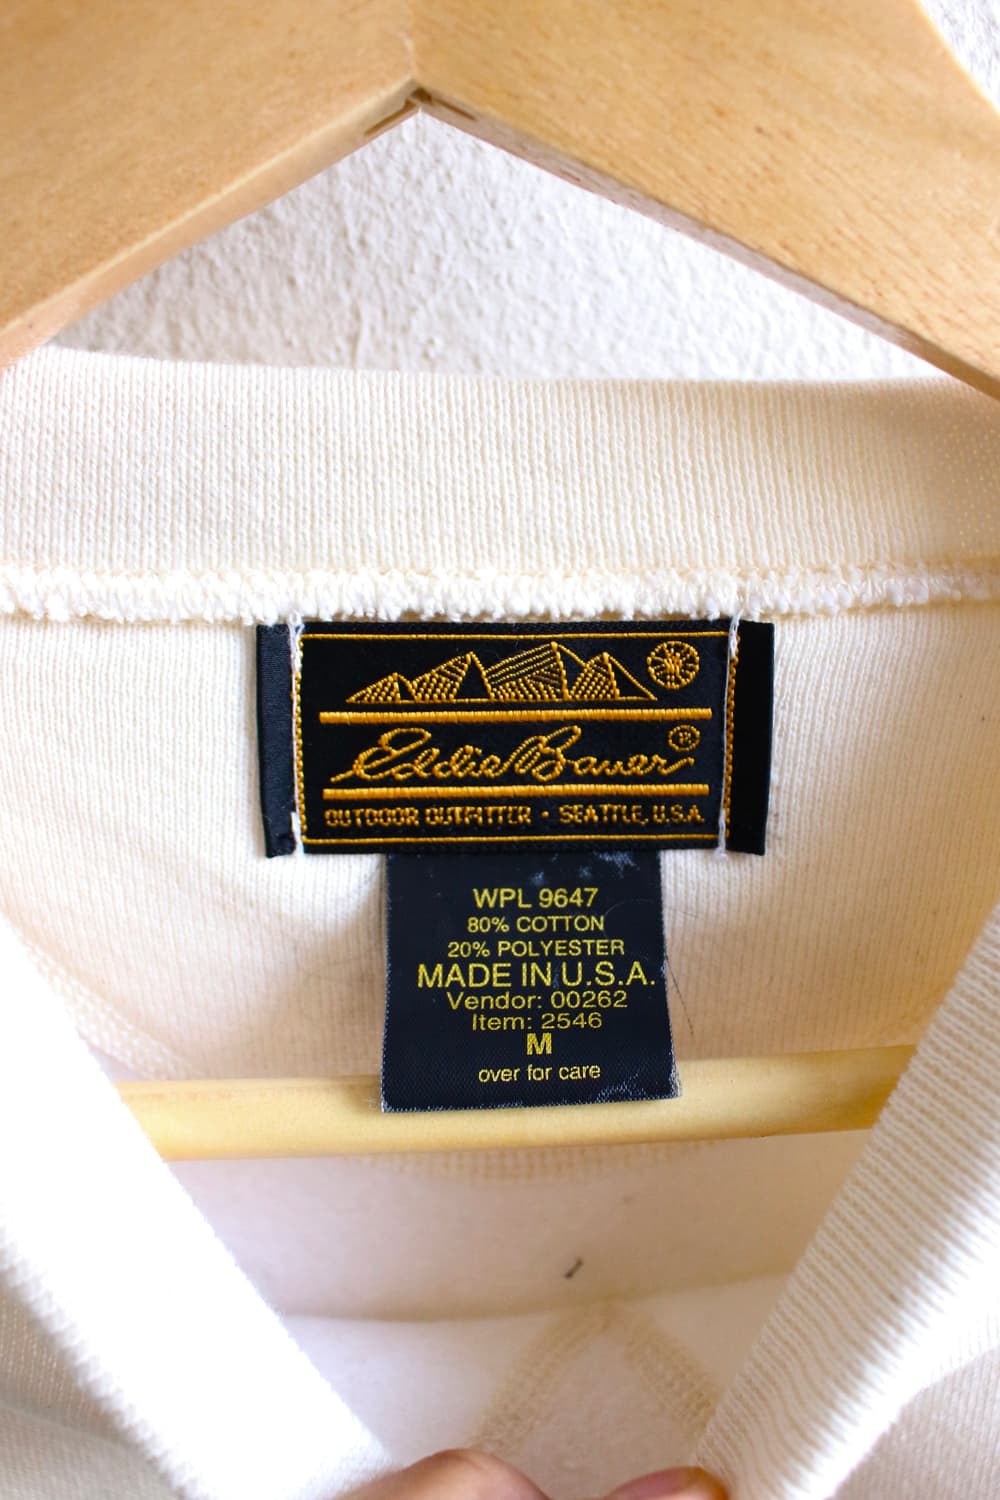 Eddie Bauer®
OUTDOOR OUTFITTER · SEATTLE, U.S.A.
WPL 9647
80% COTTON
20% POLYESTER
MADE IN U.S.A.
Vendor: 00262
Item: 2546
M
over for care